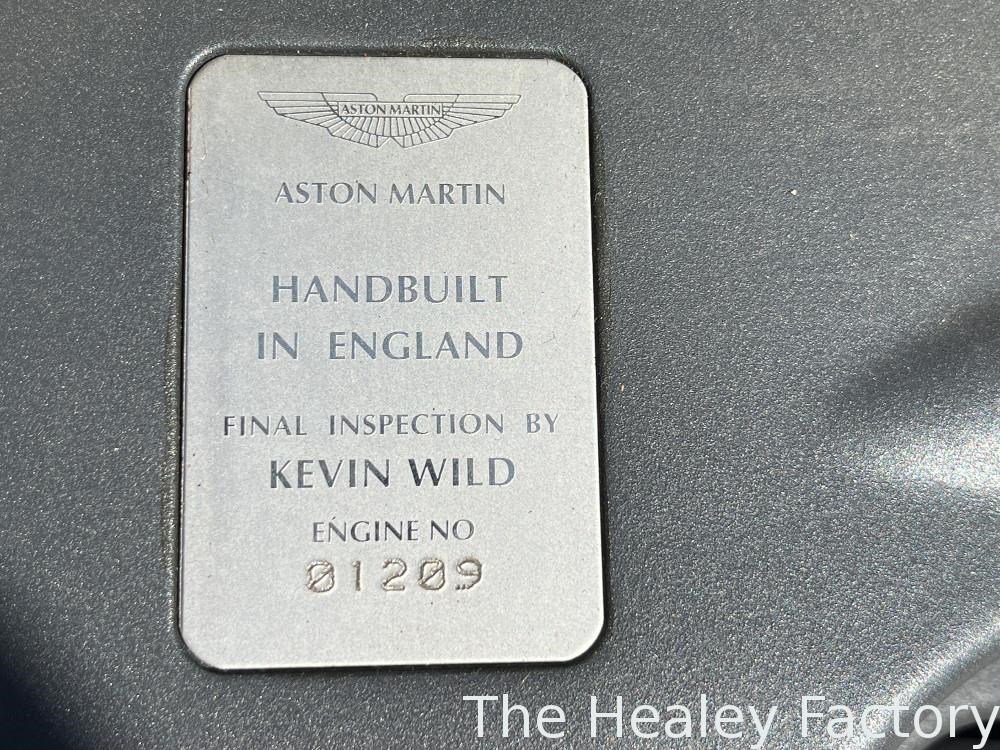 ASTON MARTIN
ASTON MARTIN
HANDBUILT
IN ENGLAND
FINAL INSPECTION BY
KEVIN WILD
ENGINE NO
01209
The Healey Factory